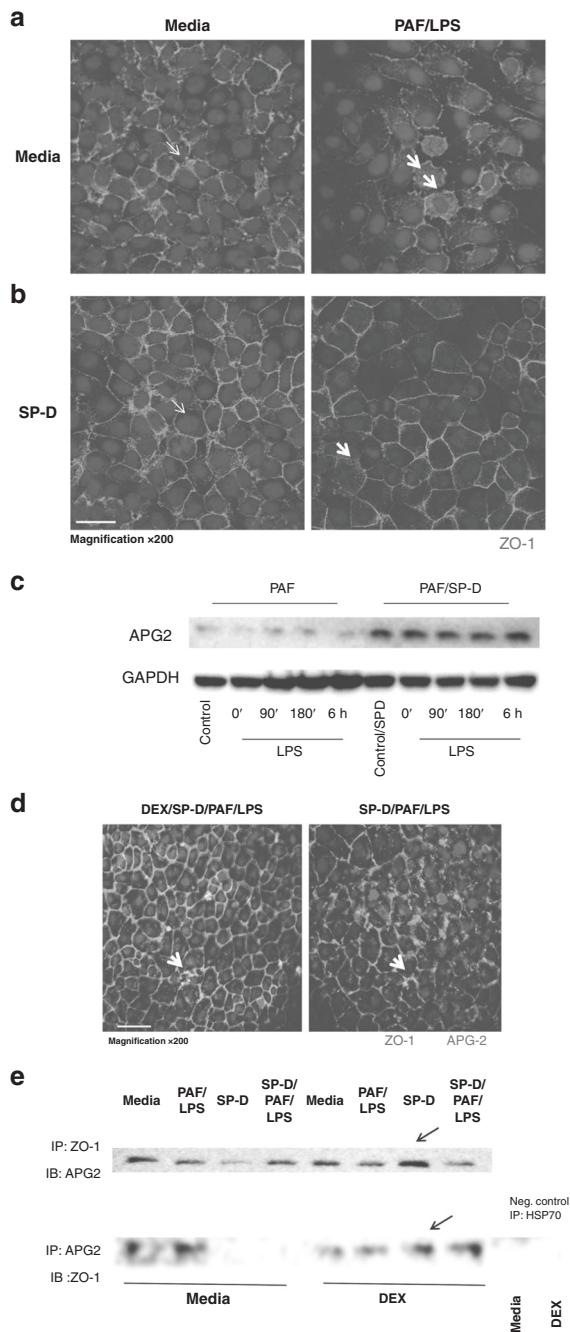 a
Media PAF/LPS
Media
b
SP-D
Magnification ×200
ZO-1
c
PAF PAF/SP-D
APG2
GAPDH
Control 0′ 90′ 180′ 6 h Control/SPD 0′ 90′ 180′ 6 h
LPS LPS
d
DEX/SP-D/PAF/LPS SP-D/PAF/LPS
Magnification ×200
ZO-1 APG-2
e
Media PAF/LPS SP-D SP-D/PAF/LPS Media PAF/LPS SP-D SP-D/PAF/LPS
IP: ZO-1
IB: APG2
Neg. control
IP: HSP70
IP: APG2
IB :ZO-1
Media DEX
Media DEX